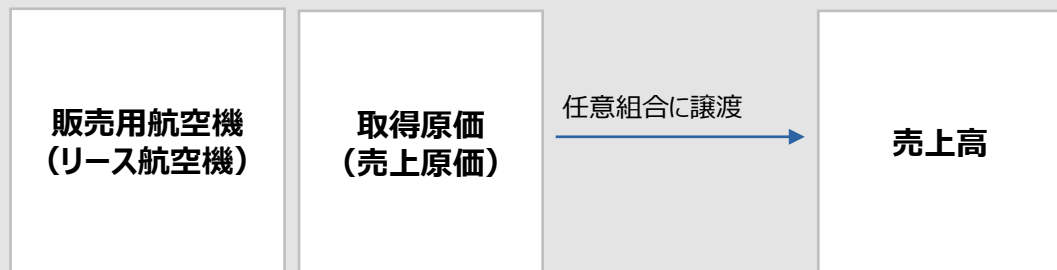 販売用航空機
(リース航空機)
取得原価
(売上原価)
任意組合に譲渡
売上高